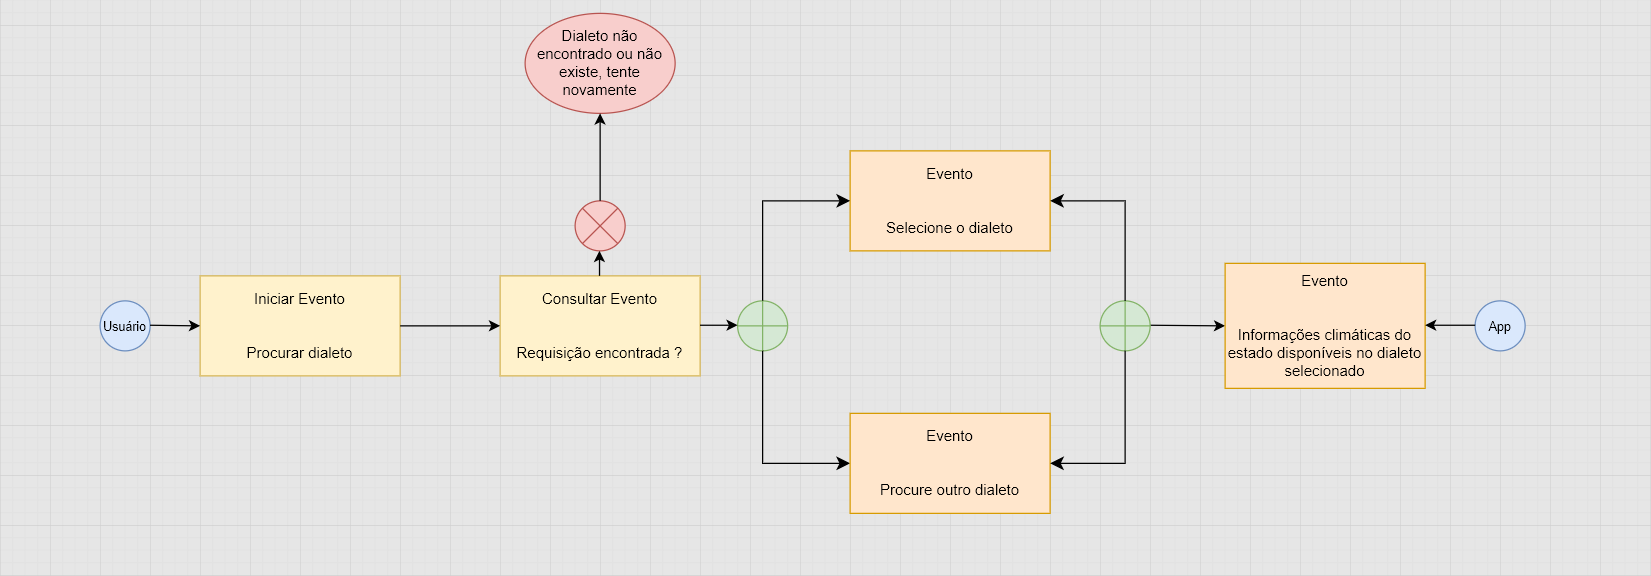 Dialeto não
encontrado ou não
existe, tente
novamente
Usuário
Iniciar Evento
Procurar dialeto
Consultar Evento
Requisição encontrada ?
Evento
Selecione o dialeto
Evento
Procure outro dialeto
Evento
Informações climáticas do
estado disponíveis no dialeto
selecionado
App